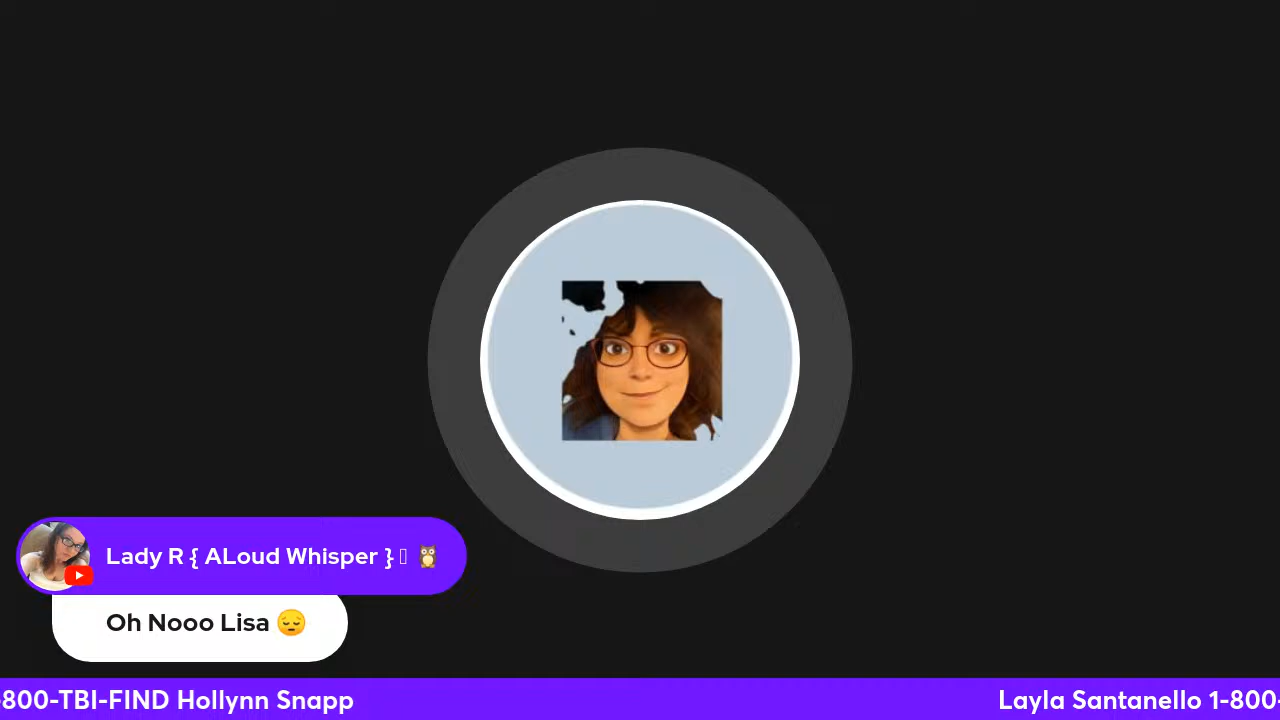 Lady R { ALoud Whisper } 🦉
Oh Nooo Lisa 😔
-800-TBI-FIND Hollynn Snapp
Layla Santanello 1-800-